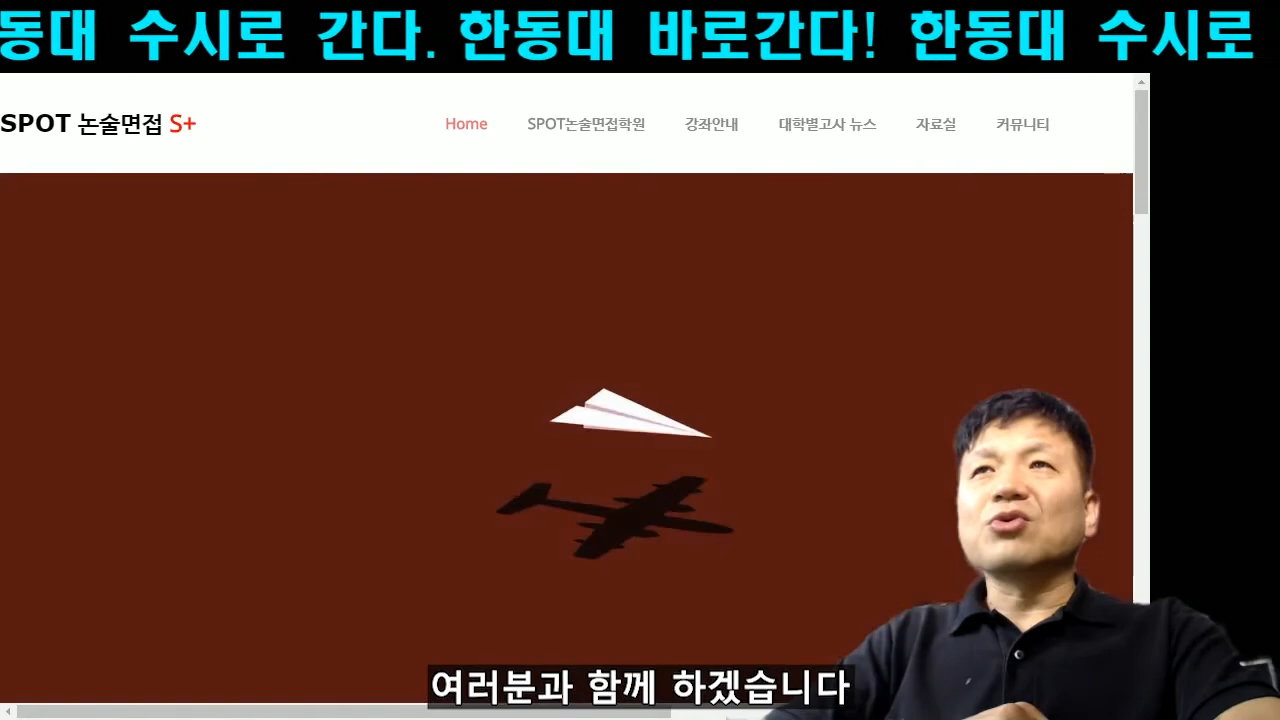 동대 수시로 간다. 한동대 바로간다! 한동대 수시로
SPOT 논술면접 S+
Home SPOT논술면접학원 강좌안내 대학별고사 뉴스 자료실 커뮤니티
여러분과 함께 하겠습니다